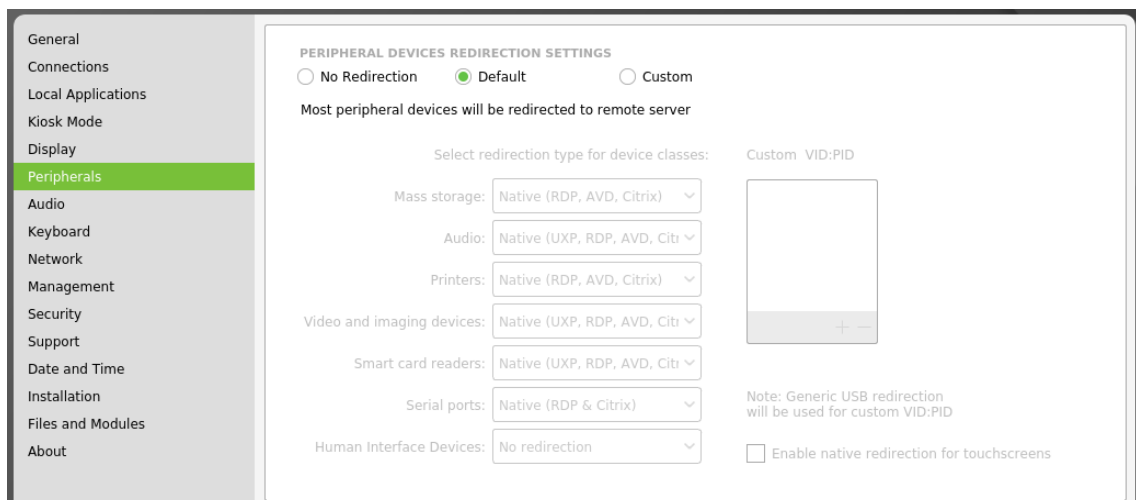 General
Connections
Local Applications
Kiosk Mode
Display
Peripherals
Audio
Keyboard
Network
Management
Security
Support
Date and Time
Installation
Files and Modules
About
PERIPHERAL DEVICES REDIRECTION SETTINGS
No Redirection Default Custom
Most peripheral devices will be redirected to remote server
Select redirection type for device classes: Custom VID:PID
Mass storage: Native (RDP, AVD, Citrix)
Audio: Native (UXP, RDP, AVD, Citr
Printers: Native (RDP, AVD, Citrix)
Video and imaging devices: Native (UXP, RDP, AVD, Citr
+ −
Smart card readers: Native (UXP, RDP, AVD, Citr
Serial ports: Native (RDP & Citrix)
Note: Generic USB redirection
will be used for custom VID:PID
Human Interface Devices: No redirection
Enable native redirection for touchscreens